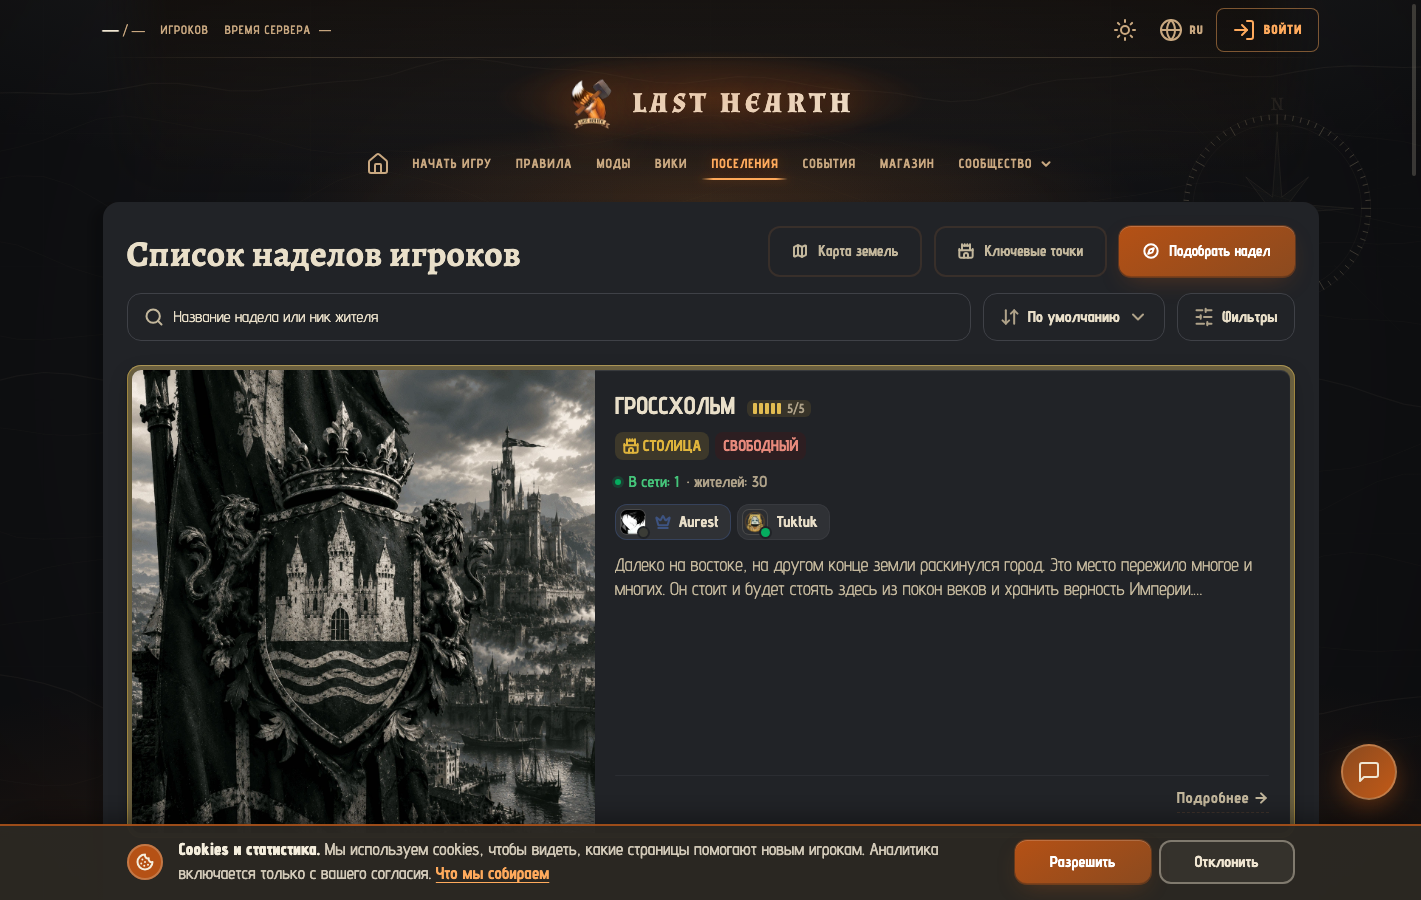 — / — ИГРОКОВ ВРЕМЯ СЕРВЕРА —
RU ВОЙТИ
N
LAST HEARTH
НАЧАТЬ ИГРУ ПРАВИЛА МОДЫ ВИКИ ПОСЕЛЕНИЯ СОБЫТИЯ МАГАЗИН СООБЩЕСТВО
Список наделов игроков
Карта земель Ключевые точки Подобрать надел
Название надела или ник жителя
По умолчанию Фильтры
ГРОССХОЛЬМ 5/5
СТОЛИЦА СВОБОДНЫЙ
В сети: 1 · жителей: 30
Aurest Tuktuk
Далеко на востоке, на другом конце земли раскинулся город. Это место пережило многое и
многих. Он стоит и будет стоять здесь из покон веков и хранить верность Империи....
Подробнее →
Cookies и статистика. Мы используем cookies, чтобы видеть, какие страницы помогают новым игрокам. Аналитика
включается только с вашего согласия. Что мы собираем
Разрешить Отклонить